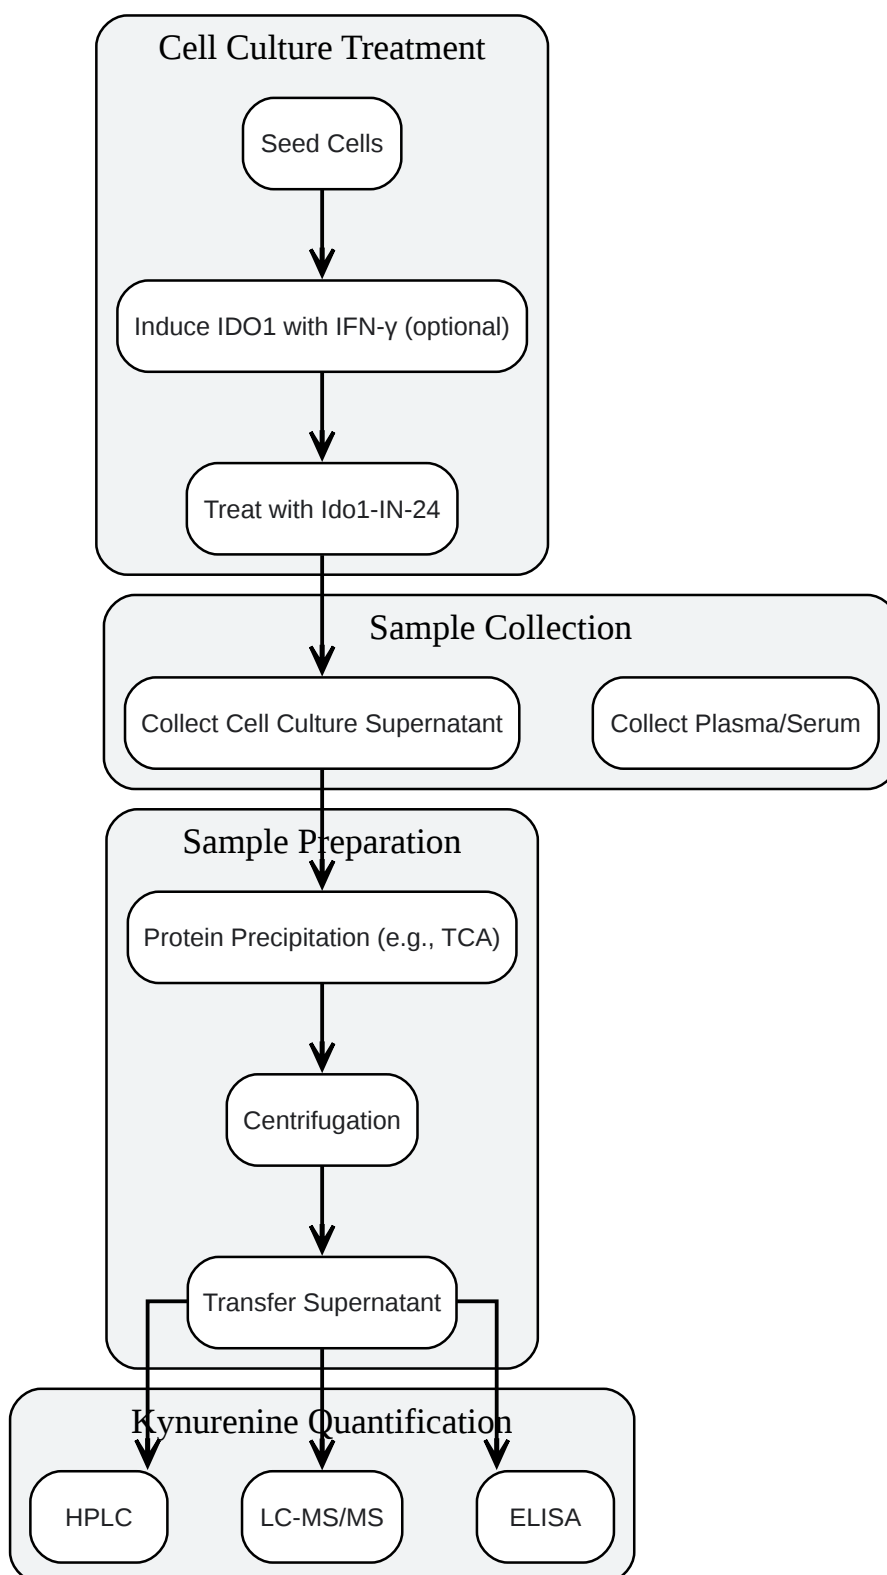 Cell Culture Treatment
Seed Cells
Induce IDO1 with IFN-γ (optional)
Treat with Ido1-IN-24
Sample Collection
Collect Cell Culture Supernatant
Collect Plasma/Serum
Sample Preparation
Protein Precipitation (e.g., TCA)
Centrifugation
Transfer Supernatant
Kynurenine Quantification
HPLC
LC-MS/MS
ELISA